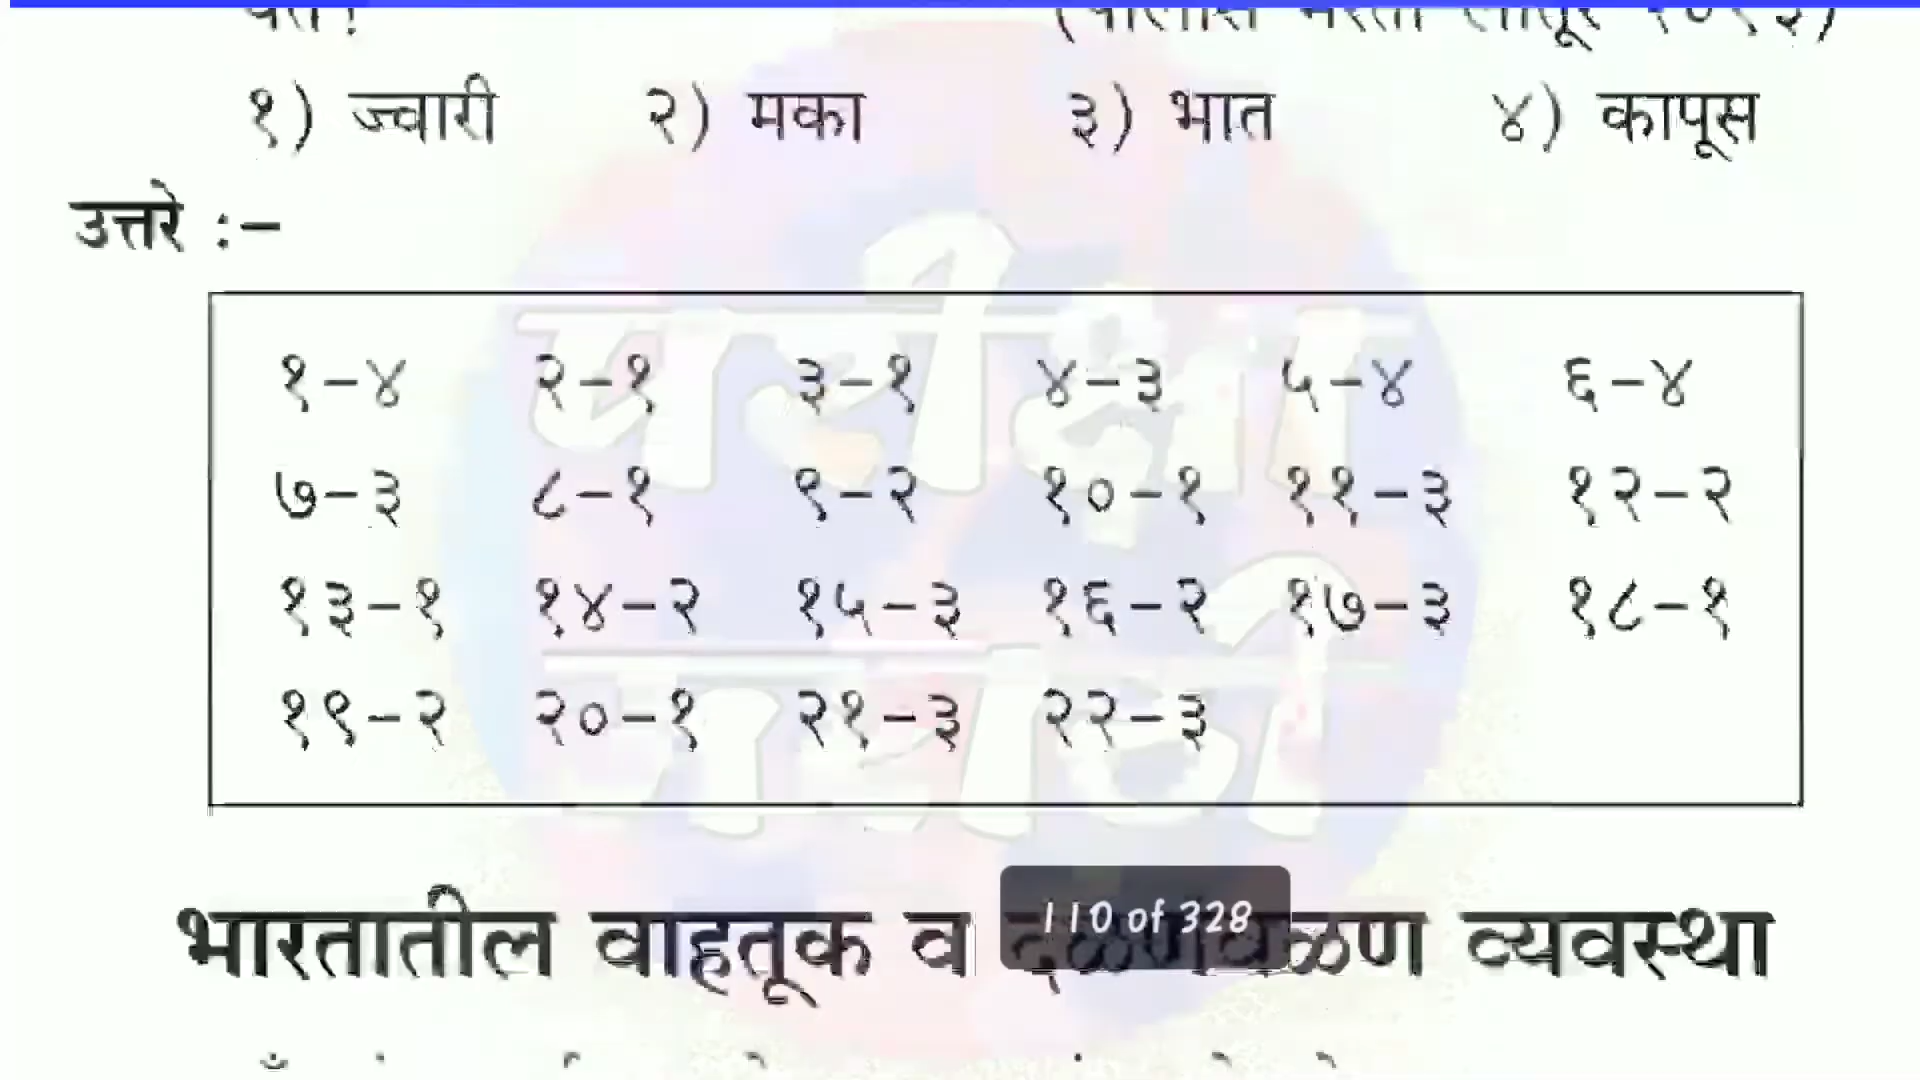 १) ज्वारी २) मका ३) भात ४) कापूस
उत्तरे :–
१–४ २–१ ३–१ ४–३ ५–४ ६–४
७–३ ८–१ ९–२ १०–१ ११–३ १२–२
१३–१ १४–२ १५–३ १६–२ १७–३ १८–१
१९–२ २०–१ २१–३ २२–३
110 of 328
भारतातील वाहतूक व दळणवळण व्यवस्था